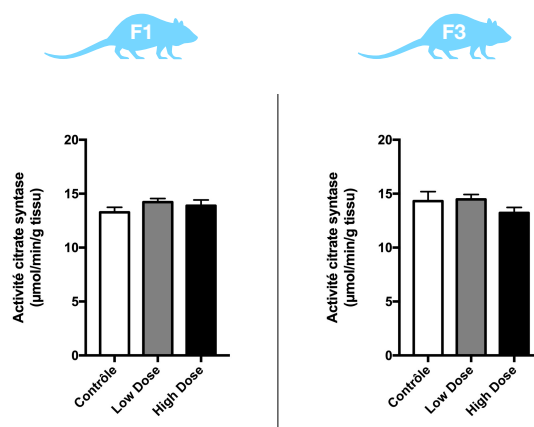 F1
F3
Activité citrate syntase
(µmol/min/g tissu)
20
15
10
5
0
Contrôle
Low Dose
High Dose
Activité citrate syntase
(µmol/min/g tissu)
20
15
10
5
0
Contrôle
Low Dose
High Dose